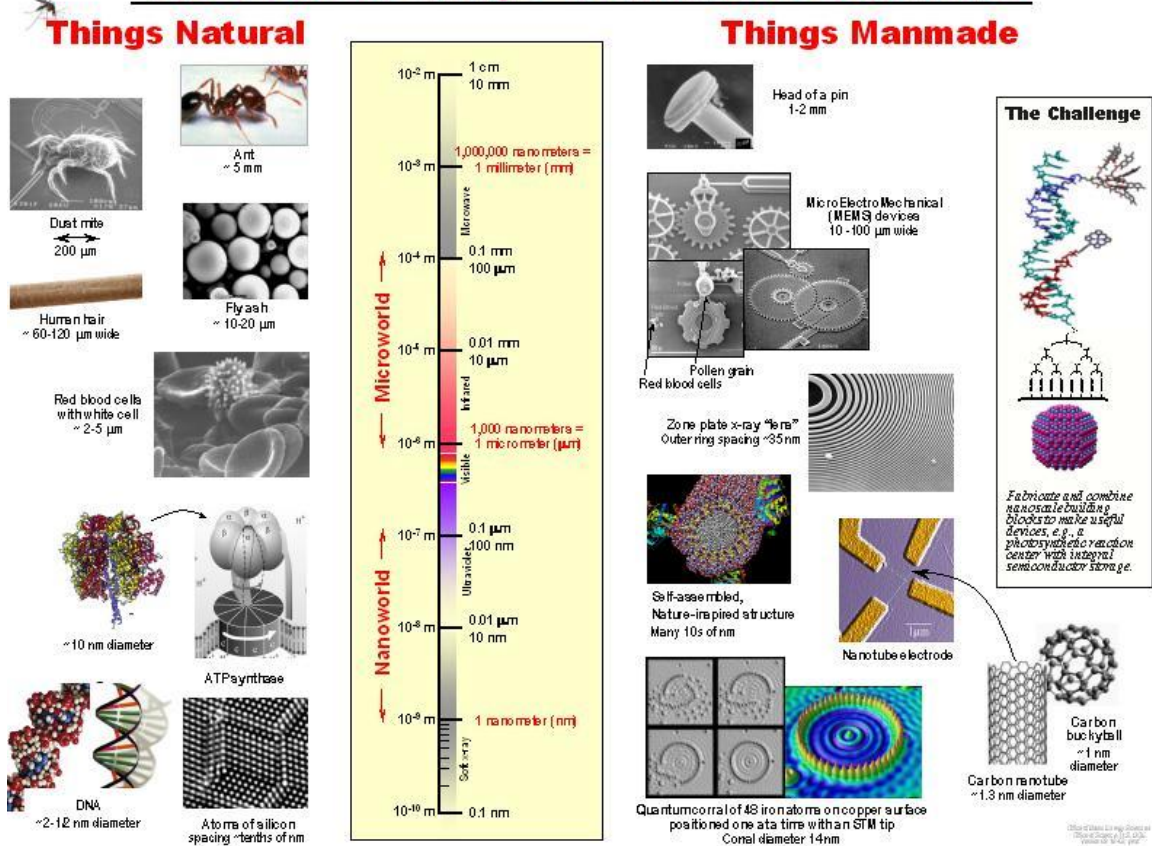 Things Natural
Things Manmade
Ant
~ 5 mm
Dust mite
200 µm
Human hair
~ 60-120 µm wide
Fly ash
~ 10-20 µm
Red blood cells
with white cell
~ 2-5 µm
~10 nm diameter
ATP synthase
DNA
~2-1/2 nm diameter
Atoms of silicon
spacing ~tenths of nm
10⁻² m
1 cm
10 mm
1,000,000 nanometers =
10⁻³ m
1 millimeter (mm)
Microwave
0.1 mm
10⁻⁴ m
100 µm
Microworld
0.01 mm
10⁻⁴ m
10 µm
Infrared
1,000 nanometers =
10⁻⁶ m
1 micrometer (µm)
Visible
0.1 µm
10⁻⁷ m
100 nm
Ultraviolet
Nanoworld
0.01 µm
10⁻⁸ m
10 nm
10⁻⁹ m
1 nanometer (nm)
Soft x-ray
10⁻¹⁰ m
0.1 nm
Head of a pin
1-2 mm
MicroElectroMechanical
(MEMS) devices
10 -100 µm wide
Pollen grain
Red blood cells
Zone plate x-ray “lens”
Outer ring spacing ~35 nm
Self-assembled,
Nature-inspired structure
Many 10s of nm
1µm
Nanotube electrode
Carbon
buckyball
~1 nm
diameter
Carbon nanotube
~1.3 nm diameter
Quantum corral of 48 iron atoms on copper surface
positioned one at a time with an STM tip
Corral diameter 14 nm
The Challenge
Fabricate and combine
nanoscale building
blocks to make useful
devices, e.g., a
photosynthetic reaction
center with integral
semiconductor storage.